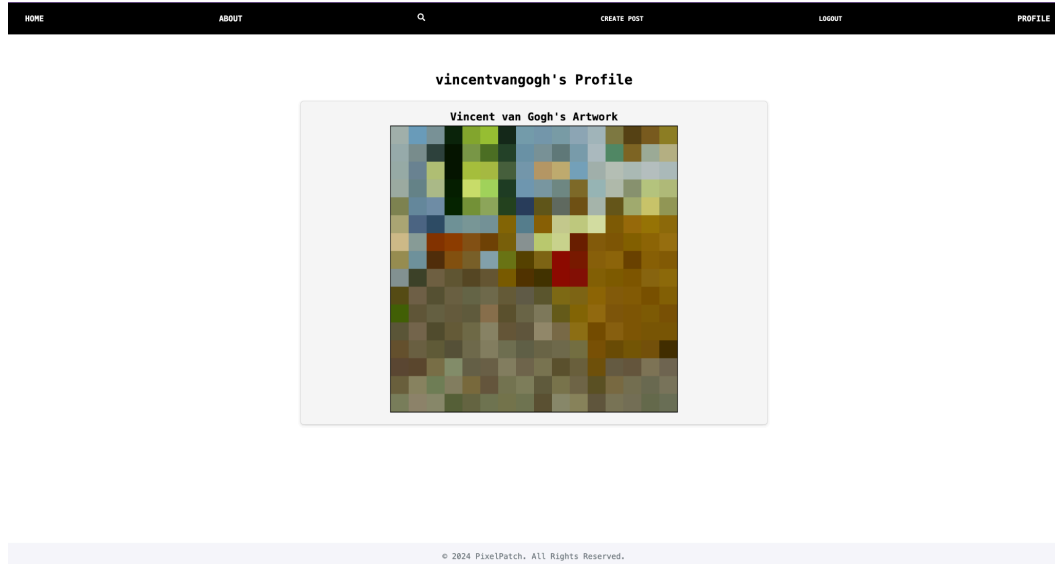 HOME ABOUT CREATE POST LOGOUT PROFILE
vincentvangogh's Profile
Vincent van Gogh's Artwork
© 2024 PixelPatch. All Rights Reserved.